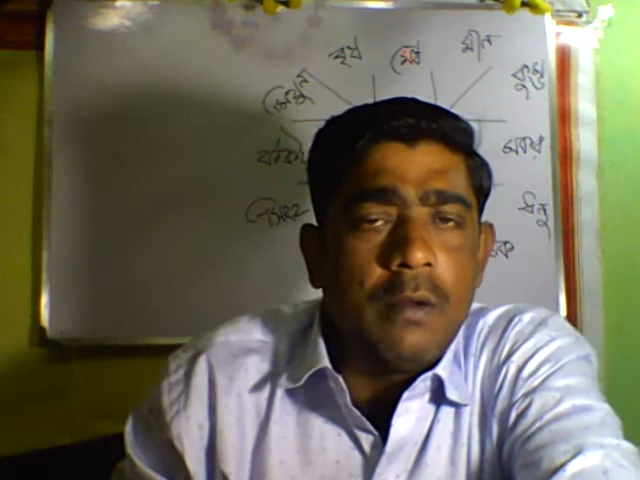 বৃষ
মেষ
মীন
কুম্ভ
মিথুন
মকর
কর্কট
সিংহ
ধনু